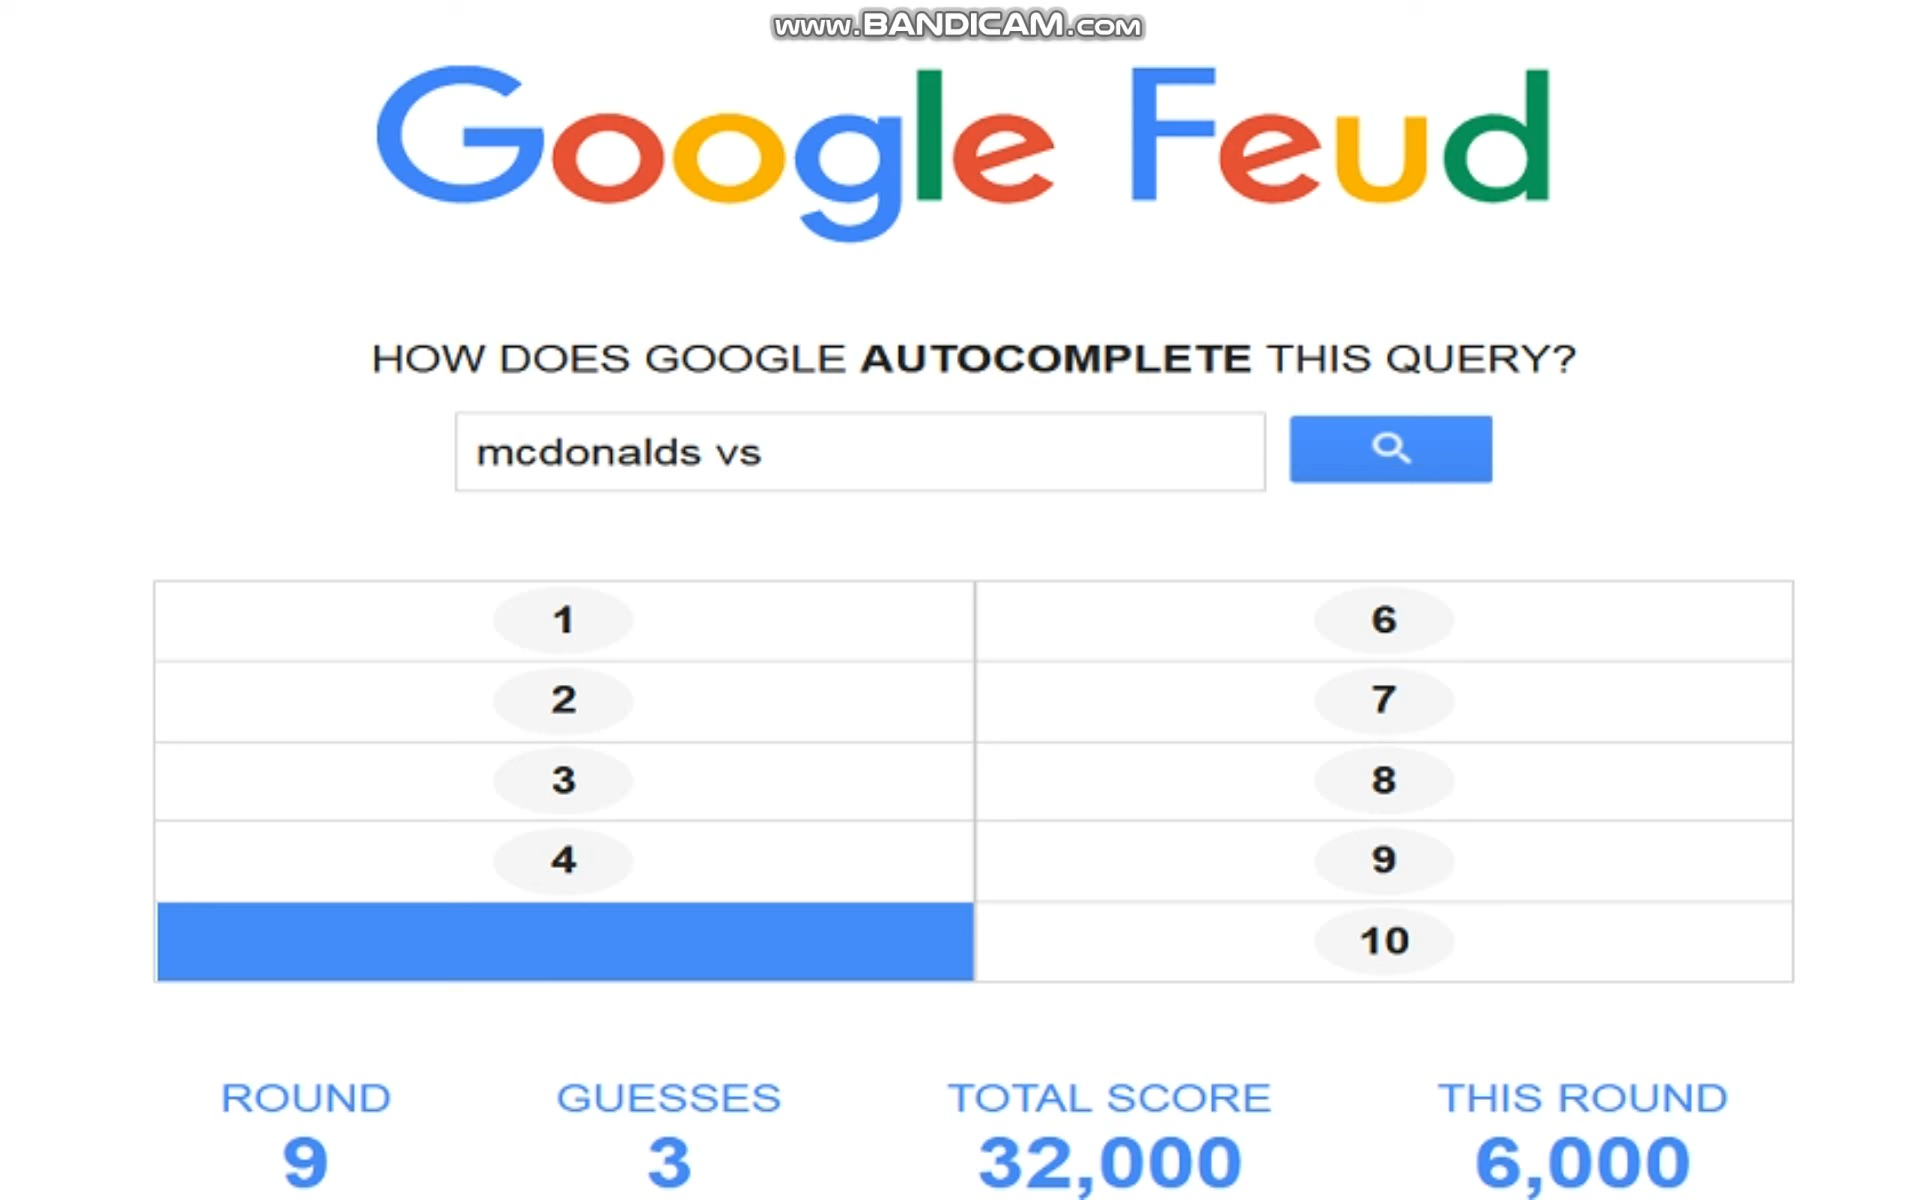 www.BANDICAM.com
Google Feud
HOW DOES GOOGLE AUTOCOMPLETE THIS QUERY?
mcdonalds vs
1 6
2 7
3 8
4 9
10
ROUND GUESSES TOTAL SCORE THIS ROUND
9 3 32,000 6,000